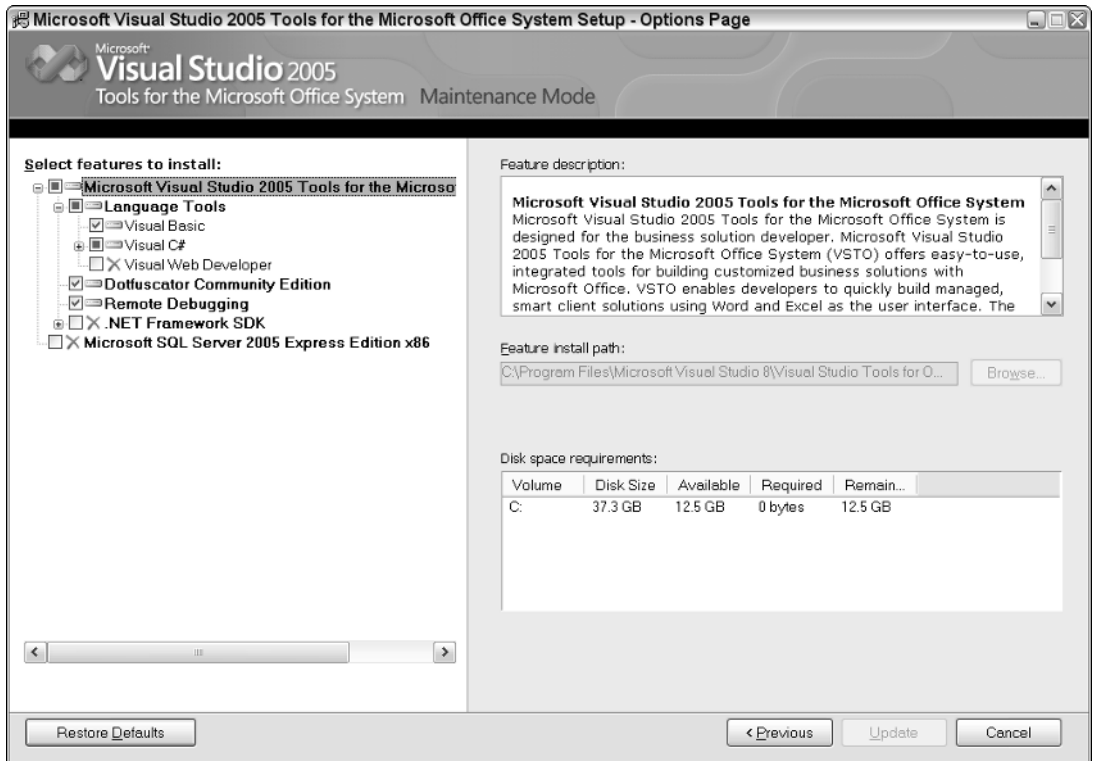 Microsoft Visual Studio 2005 Tools for the Microsoft Office System Setup - Options Page
Microsoft
Visual Studio 2005
Tools for the Microsoft Office System Maintenance Mode
Select features to install:
Microsoft Visual Studio 2005 Tools for the Microso
Language Tools
Visual Basic
Visual C#
Visual Web Developer
Dotfuscator Community Edition
Remote Debugging
.NET Framework SDK
Microsoft SQL Server 2005 Express Edition x86
Feature description:
Microsoft Visual Studio 2005 Tools for the Microsoft Office System
Microsoft Visual Studio 2005 Tools for the Microsoft Office System is
designed for the business solution developer. Microsoft Visual Studio
2005 Tools for the Microsoft Office System (VSTO) offers easy-to-use,
integrated tools for building customized business solutions with
Microsoft Office. VSTO enables developers to quickly build managed,
smart client solutions using Word and Excel as the user interface. The
Feature install path:
C:\Program Files\Microsoft Visual Studio 8\Visual Studio Tools for O...
Browse...
Disk space requirements:
Volume Disk Size Available Required Remain...
C: 37.3 GB 12.5 GB 0 bytes 12.5 GB
Restore Defaults
< Previous
Update
Cancel